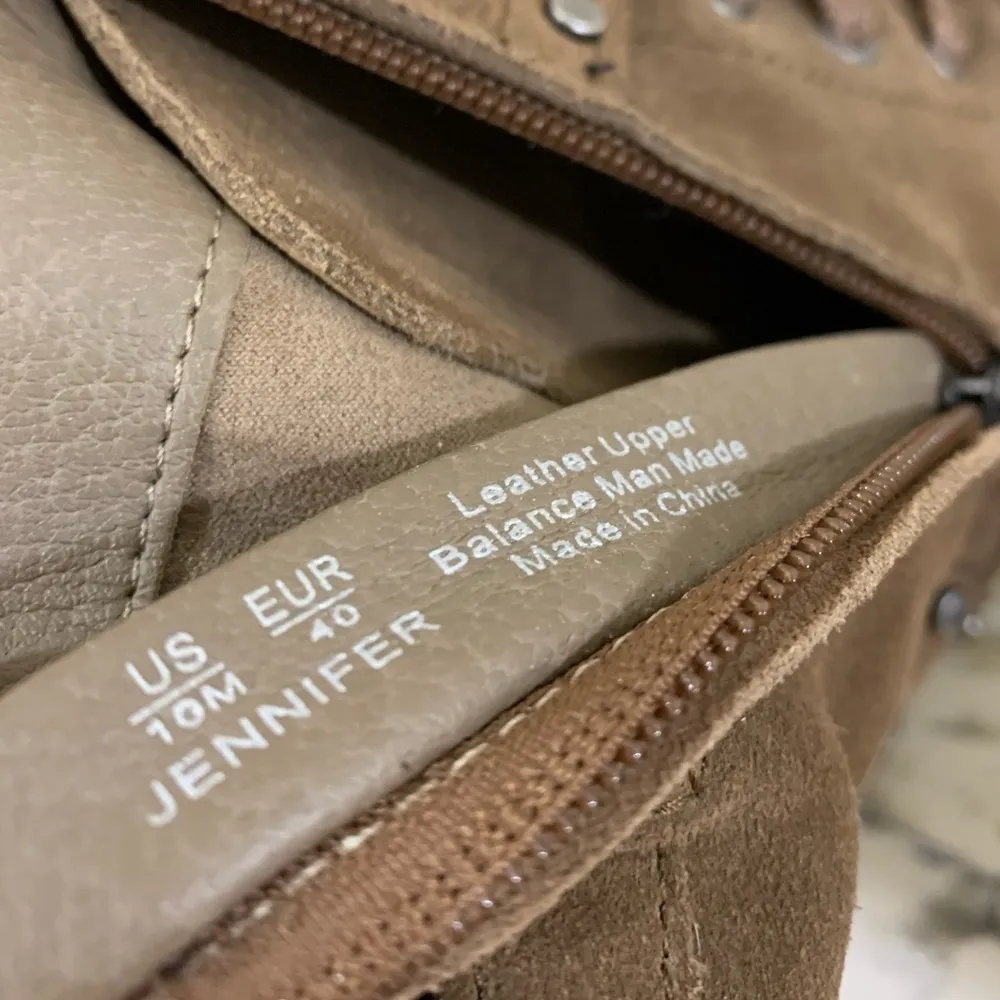 US
10M
EUR
40
JENNIFER
Leather Upper
Balance Man Made
Made in China